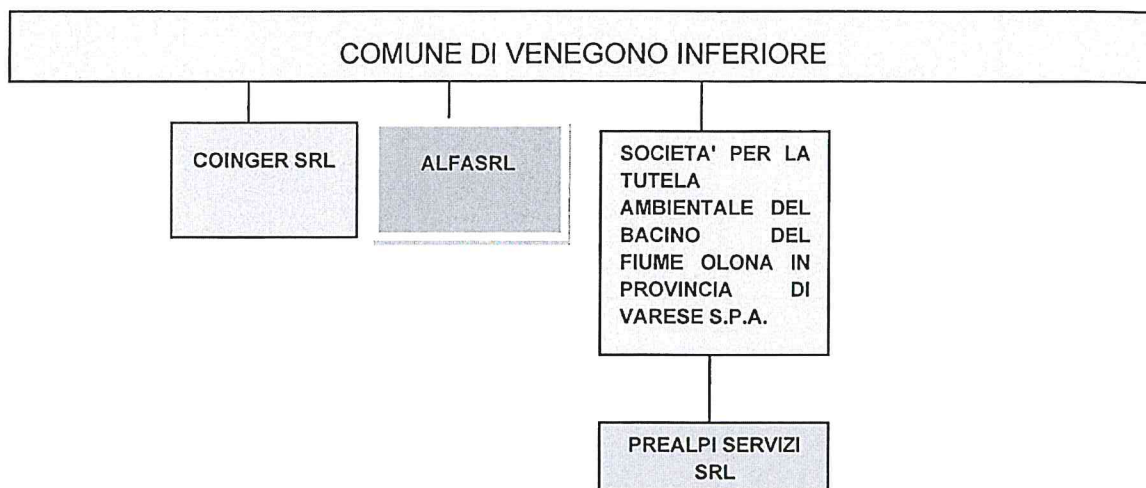 COMUNE DI VENEGONO INFERIORE
COINGER SRL
ALFASRL
SOCIETA' PER LA
TUTELA
AMBIENTALE DEL
BACINO DEL
FIUME OLONA IN
PROVINCIA DI
VARESE S.P.A.
PREALPI SERVIZI
SRL